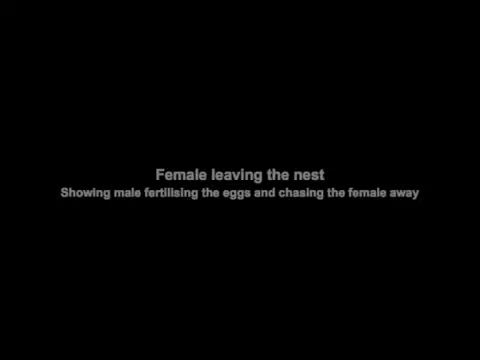 Female leaving the nest
Showing male fertilising the eggs and chasing the female away